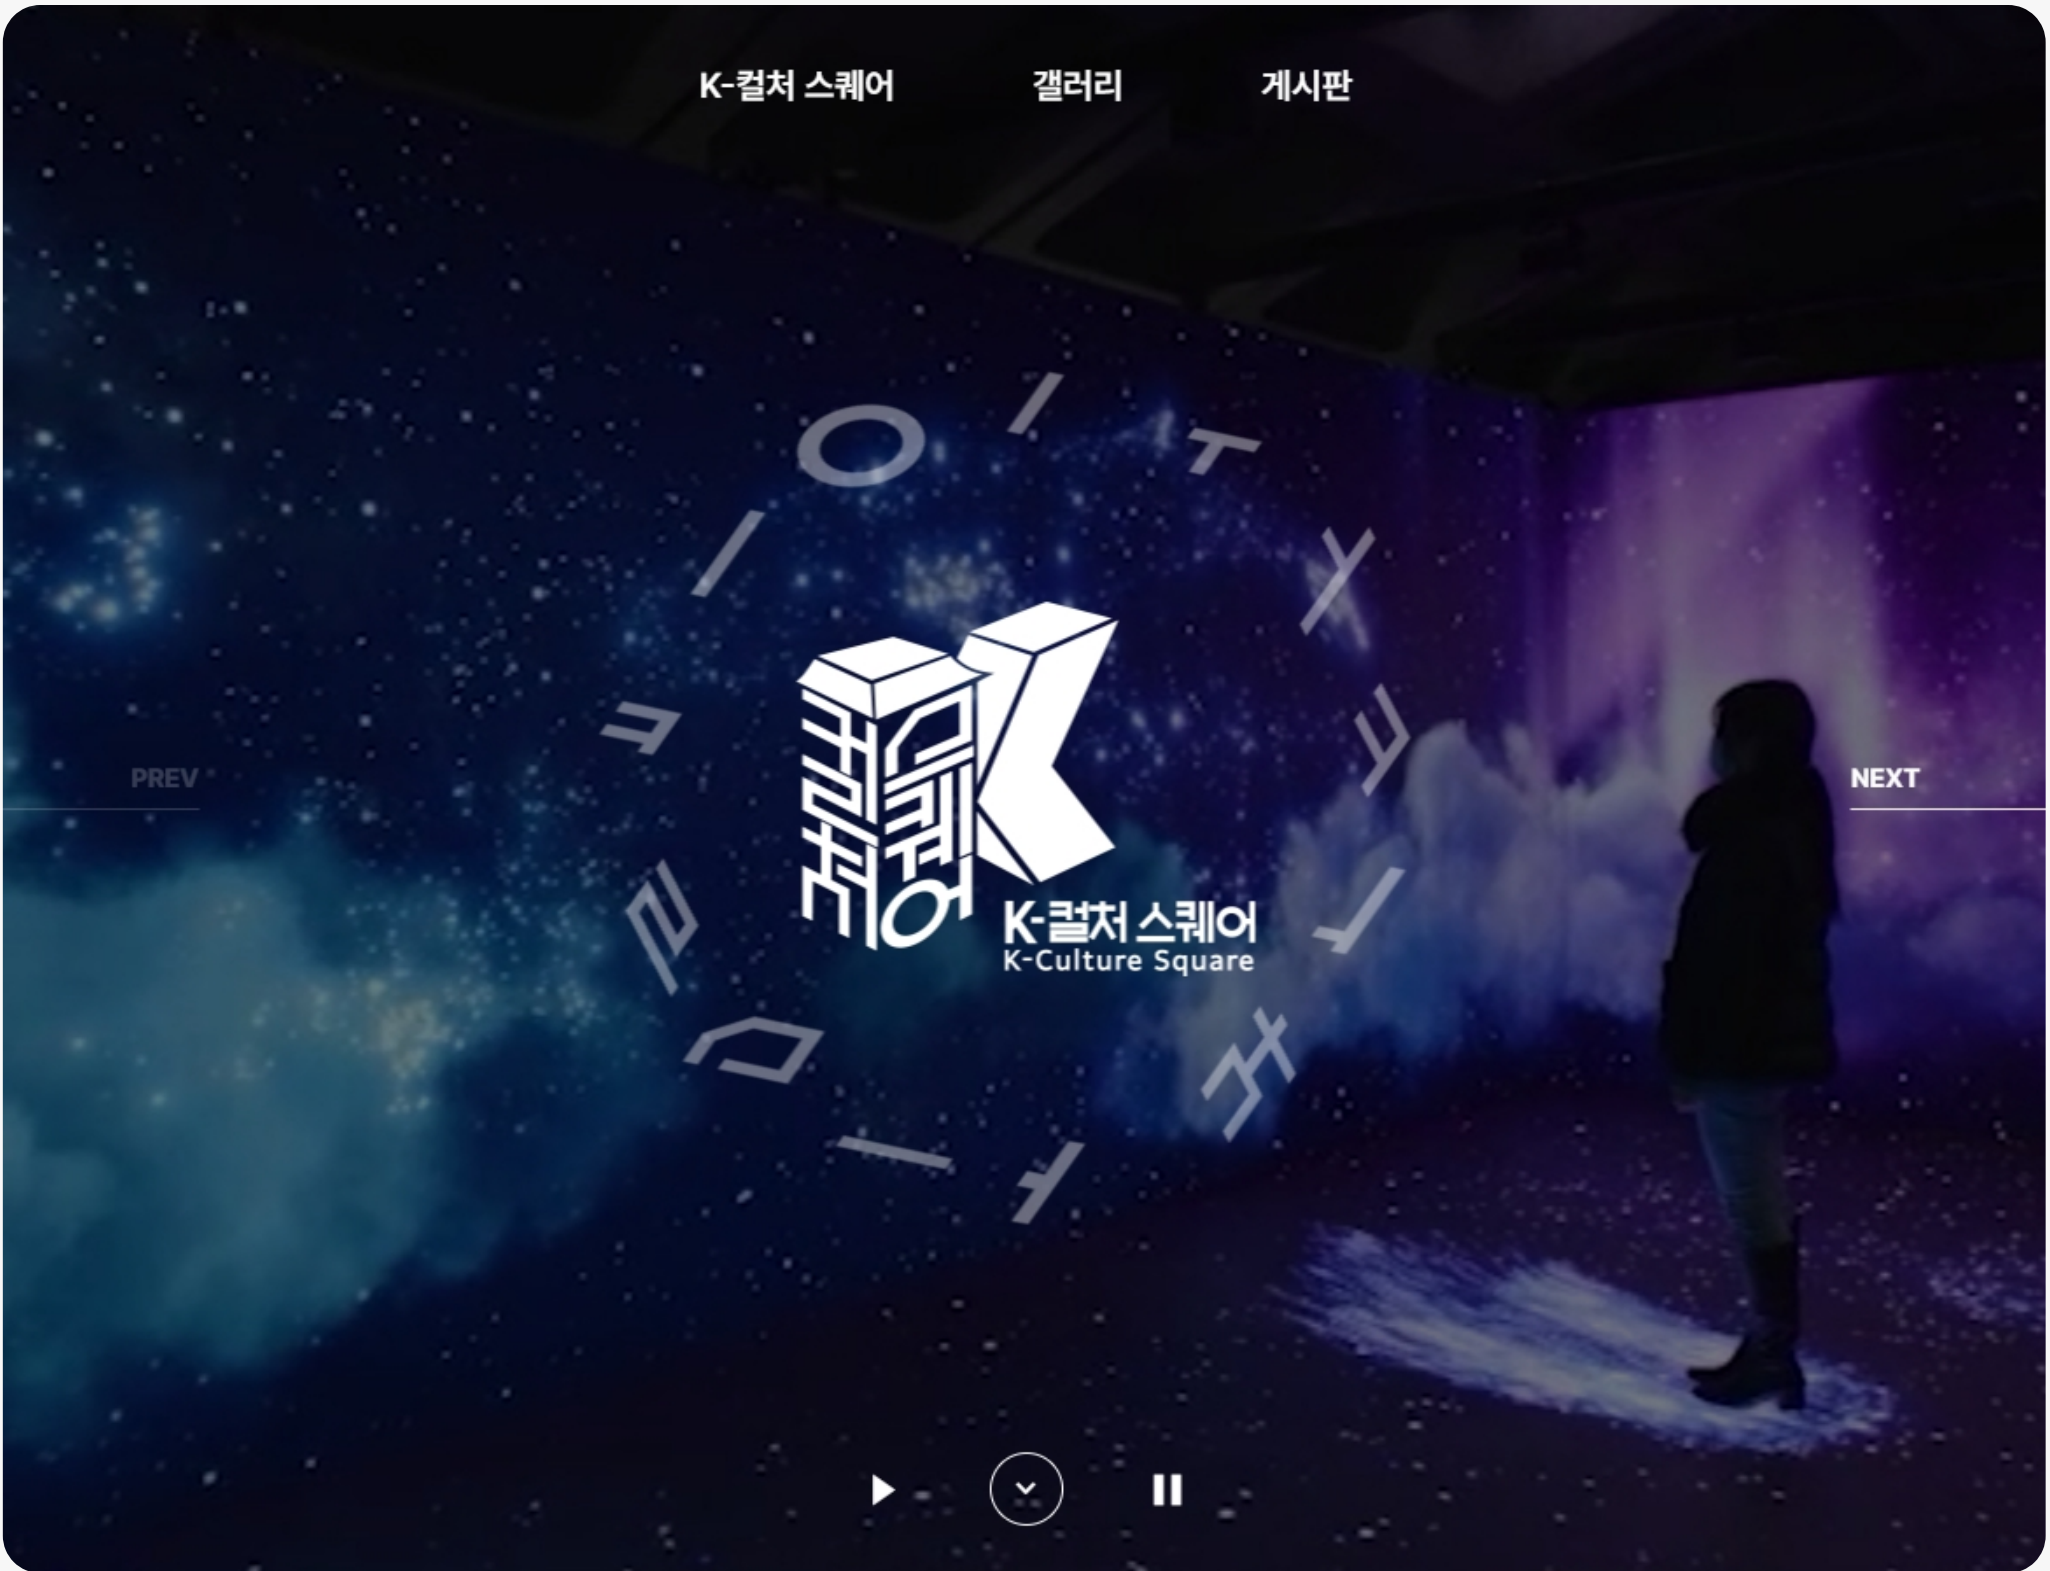 K-컬처 스퀘어 갤러리 게시판
컬처
스퀘어
K
K-컬처 스퀘어
K-Culture Square
PREV
NEXT